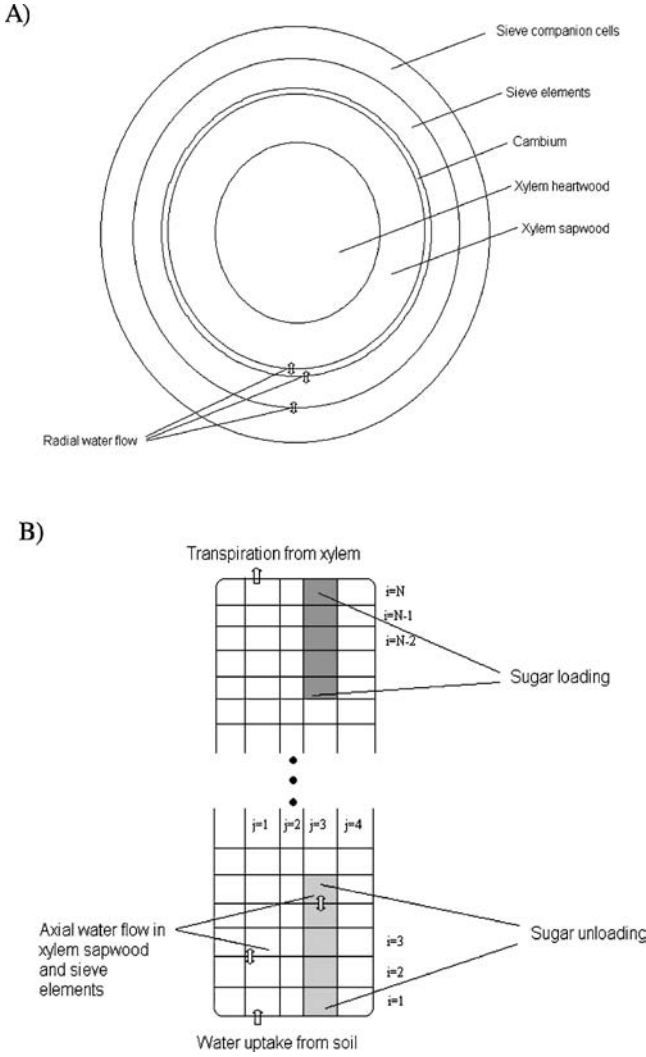 A)
Sieve companion cells
Sieve elements
Cambium
Xylem heartwood
Xylem sapwood
Radial water flow
B)
Transpiration from xylem
i=N
i=N-1
i=N-2
Sugar loading
j=1
j=2
j=3
j=4
Axial water flow in
xylem sapwood
and sieve
elements
i=3
i=2
i=1
Sugar unloading
Water uptake from soil